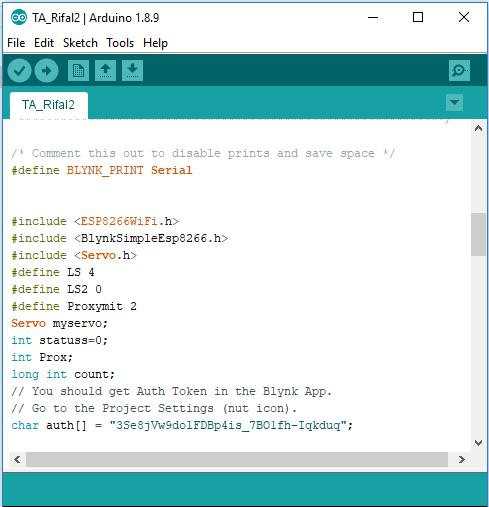 TA_Rifal2 | Arduino 1.8.9
File Edit Sketch Tools Help
TA_Rifal2
/* Comment this out to disable prints and save space */
#define BLYNK_PRINT Serial
#include <ESP8266WiFi.h>
#include <BlynkSimpleEsp8266.h>
#include <Servo.h>
#define LS 4
#define LS2 0
#define Proxymit 2
Servo myservo;
int statuss=0;
int Prox;
long int count;
// You should get Auth Token in the Blynk App.
// Go to the Project Settings (nut icon).
char auth[] = "3Se8jVw9dolFDBp4is_7BOlfh-Iqkduq";